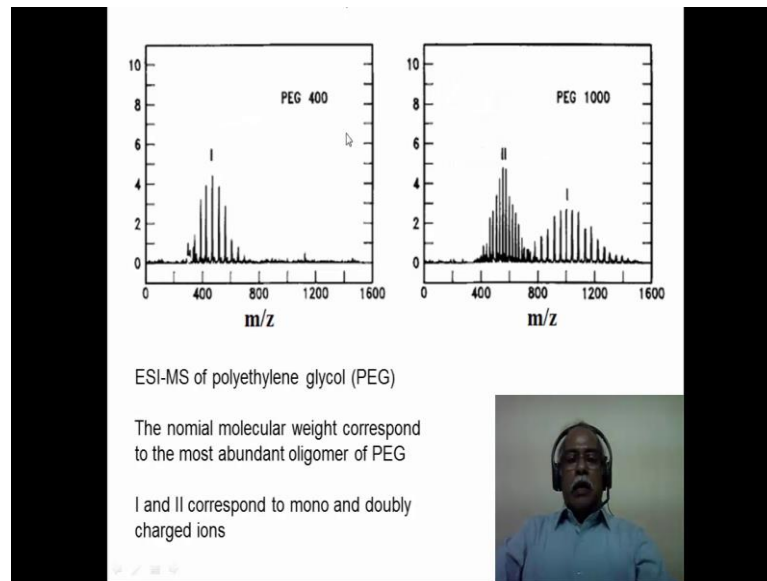 PEG 400
10
8
6
4
2
0
I
0 400 800 1200 1600
m/z
PEG 1000
10
8
6
4
2
0
II
I
0 400 800 1200 1600
m/z
ESI-MS of polyethylene glycol (PEG)
The nomial molecular weight correspond
to the most abundant oligomer of PEG
I and II correspond to mono and doubly
charged ions